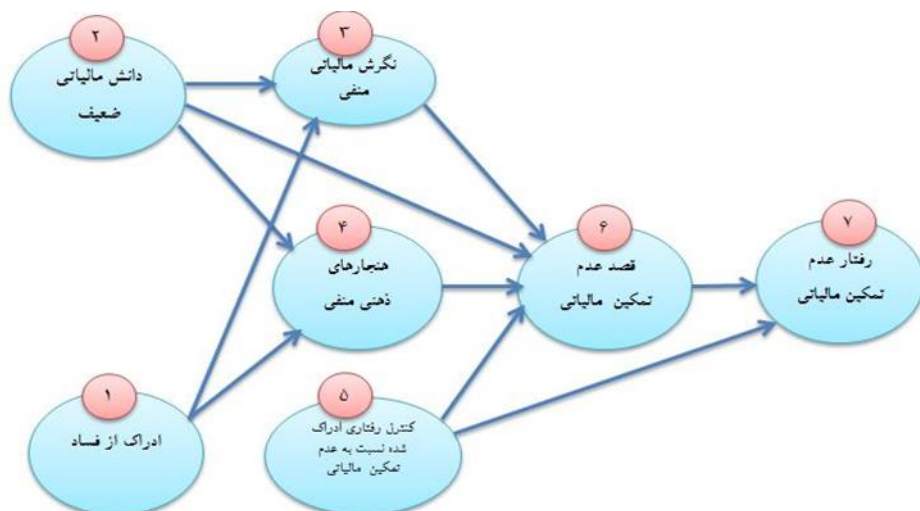 ۲
دانش مالیاتی
ضعیف
۳
نگرش مالیاتی
منفی
۴
هنجارهای
ذهنی منفی
۶
قصد عدم
تمکین مالیاتی
۷
رفتار عدم
تمکین مالیاتی
۱
ادراک از فساد
۵
کنترل رفتاری ادراک
شده نسبت به عدم
تمکین مالیاتی